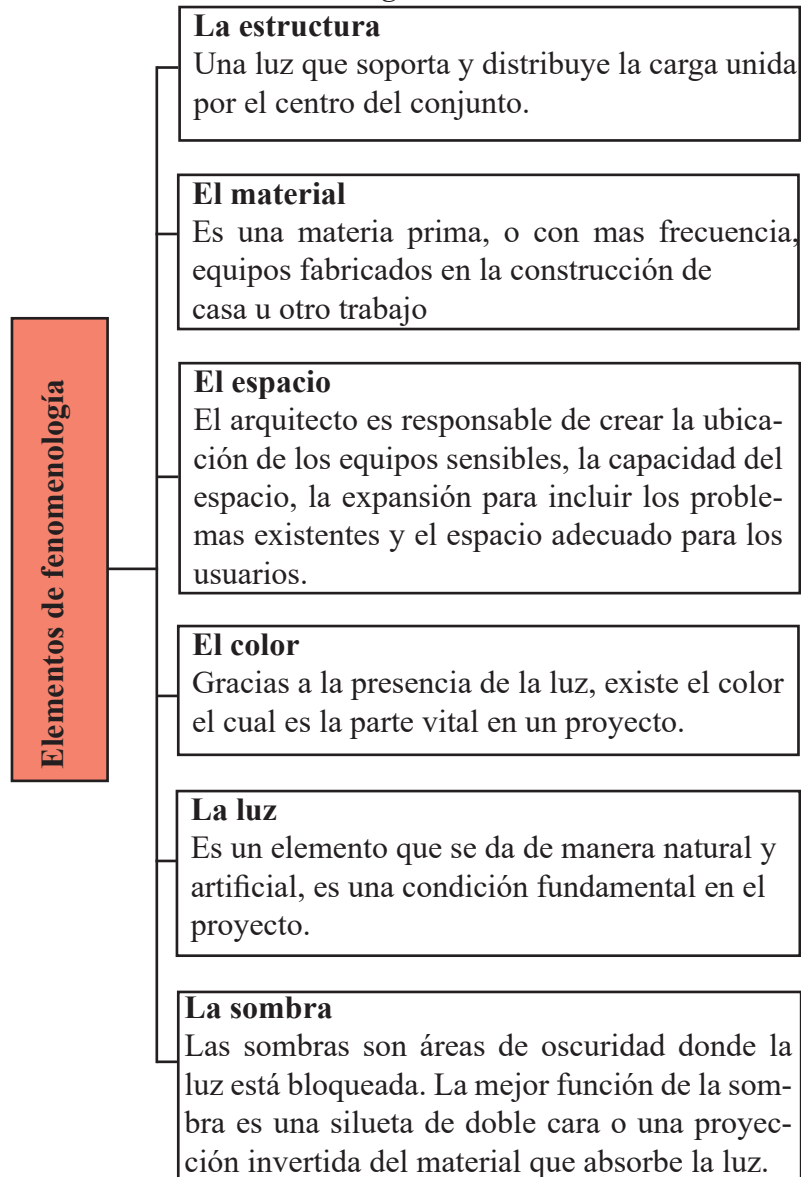 Elementos de fenomenología
La estructura
Una luz que soporta y distribuye la carga unida
por el centro del conjunto.
El material
Es una materia prima, o con mas frecuencia,
equipos fabricados en la construcción de
casa u otro trabajo
El espacio
El arquitecto es responsable de crear la ubica-
ción de los equipos sensibles, la capacidad del
espacio, la expansión para incluir los proble-
mas existentes y el espacio adecuado para los
usuarios.
El color
Gracias a la presencia de la luz, existe el color
el cual es la parte vital en un proyecto.
La luz
Es un elemento que se da de manera natural y
artificial, es una condición fundamental en el
proyecto.
La sombra
Las sombras son áreas de oscuridad donde la
luz está bloqueada. La mejor función de la som-
bra es una silueta de doble cara o una proyec-
ción invertida del material que absorbe la luz.